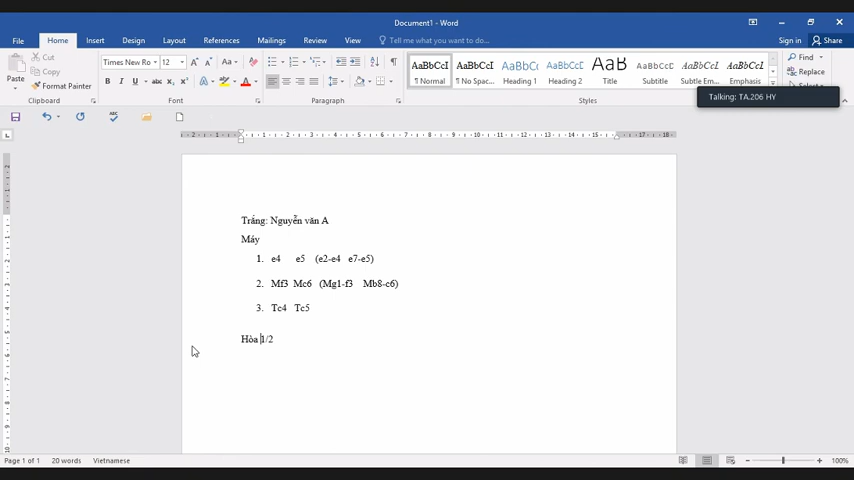 Document1 - Word
Sign in Share
File Home Insert Design Layout References Mailings Review View Tell me what you want to do...
Paste
Cut
Copy
Format Painter
Clipboard
Times New Ro 12
Font
Paragraph
AaBbCcI AaBbCcI AaBbCc AaBbCcI AaB AaBbCcI AaBbCcI AaBbCcI
¶ Normal ¶ No Spac... Heading 1 Heading 2 Title Subtitle Subtle Em... Emphasis
Styles
Find
Replace
Talking: TA.206 HY
Trắng: Nguyễn văn A
Máy
1. e4 e5 (e2-e4 e7-e5)
2. Mf3 Mc6 (Mg1-f3 Mb8-c6)
3. Tc4 Tc5
Hòa 1/2
Page 1 of 1 20 words Vietnamese
100%